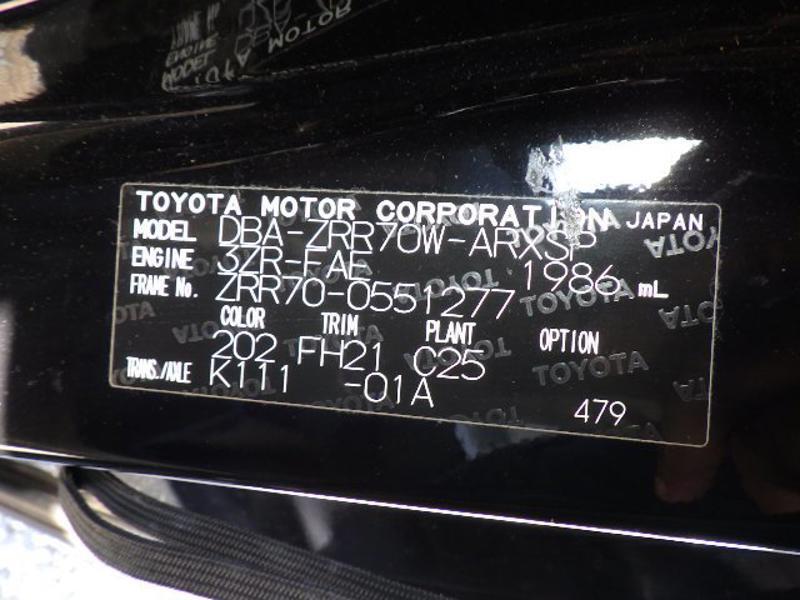 TOYOTA MOTOR CORPORATION JAPAN
MODEL DBA-ZRR70W-ARXSP
ENGINE 3ZR-FAE 1986 mL
FRAME No. ZRR70-0551277
COLOR TRIM PLANT OPTION
202 FH21 C25
TRANS./AXLE K111 -01A
479